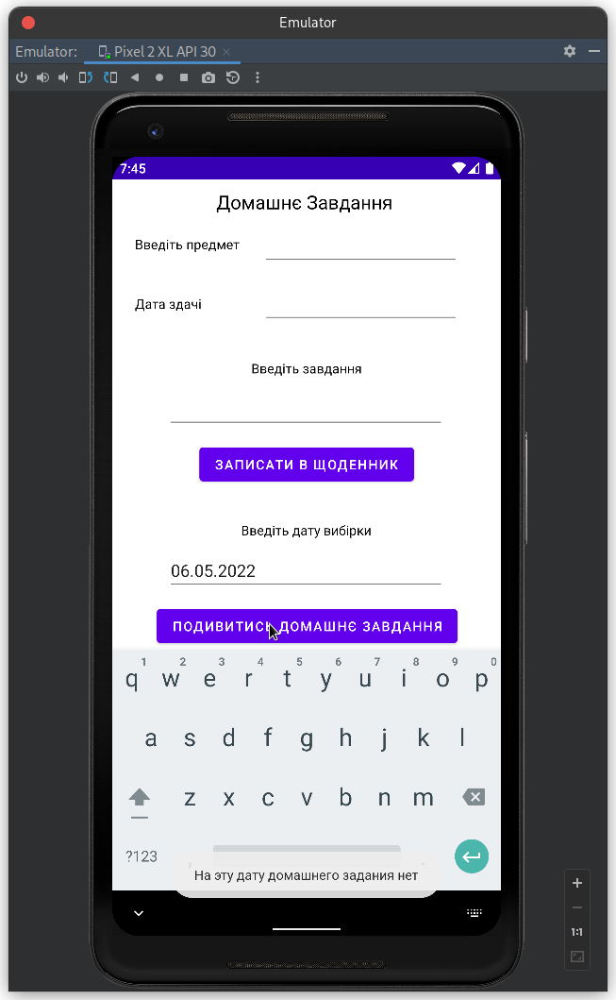 Emulator
Emulator: Pixel 2 XL API 30
7:45
Домашнє Завдання
Введіть предмет
Дата здачі
Введіть завдання
ЗАПИСАТИ В ЩОДЕННИК
Введіть дату вибірки
06.05.2022
ПОДИВИТИСЬ ДОМАШНЄ ЗАВДАННЯ
1 2 3 4 5 6 7 8 9 0
q w e r t y u i o p
a s d f g h j k l
z x c v b n m
?123 , .
На эту дату домашнего задания нет
1:1